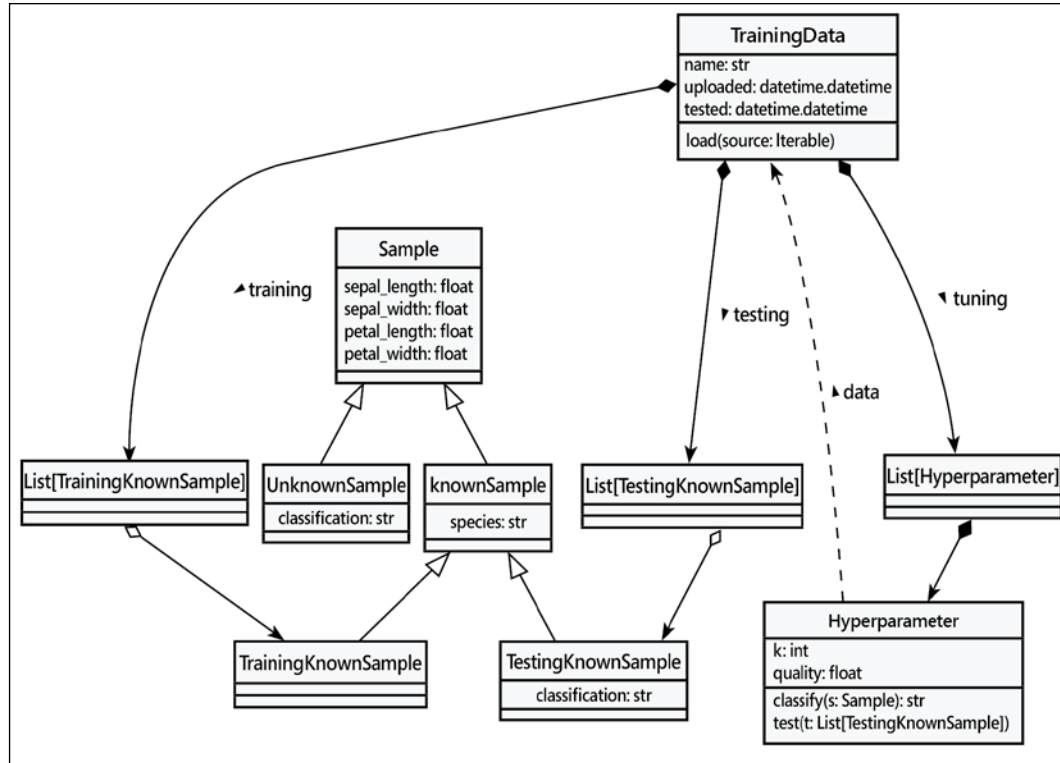 TrainingData
name: str
uploaded: datetime.datetime
tested: datetime.datetime
load(source: Iterable)
Sample
sepal_length: float
sepal_width: float
petal_length: float
petal_width: float
training
testing
tuning
data
List[TrainingKnownSample]
UnknownSample
classification: str
knownSample
species: str
List[TestingKnownSample]
List[Hyperparameter]
TrainingKnownSample
TestingKnownSample
classification: str
Hyperparameter
k: int
quality: float
classify(s: Sample): str
test(t: List[TestingKnownSample])